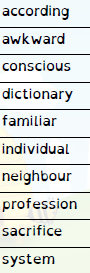 according
awkward
conscious
dictionary
familiar
individual
neighbour
profession
sacrifice
system